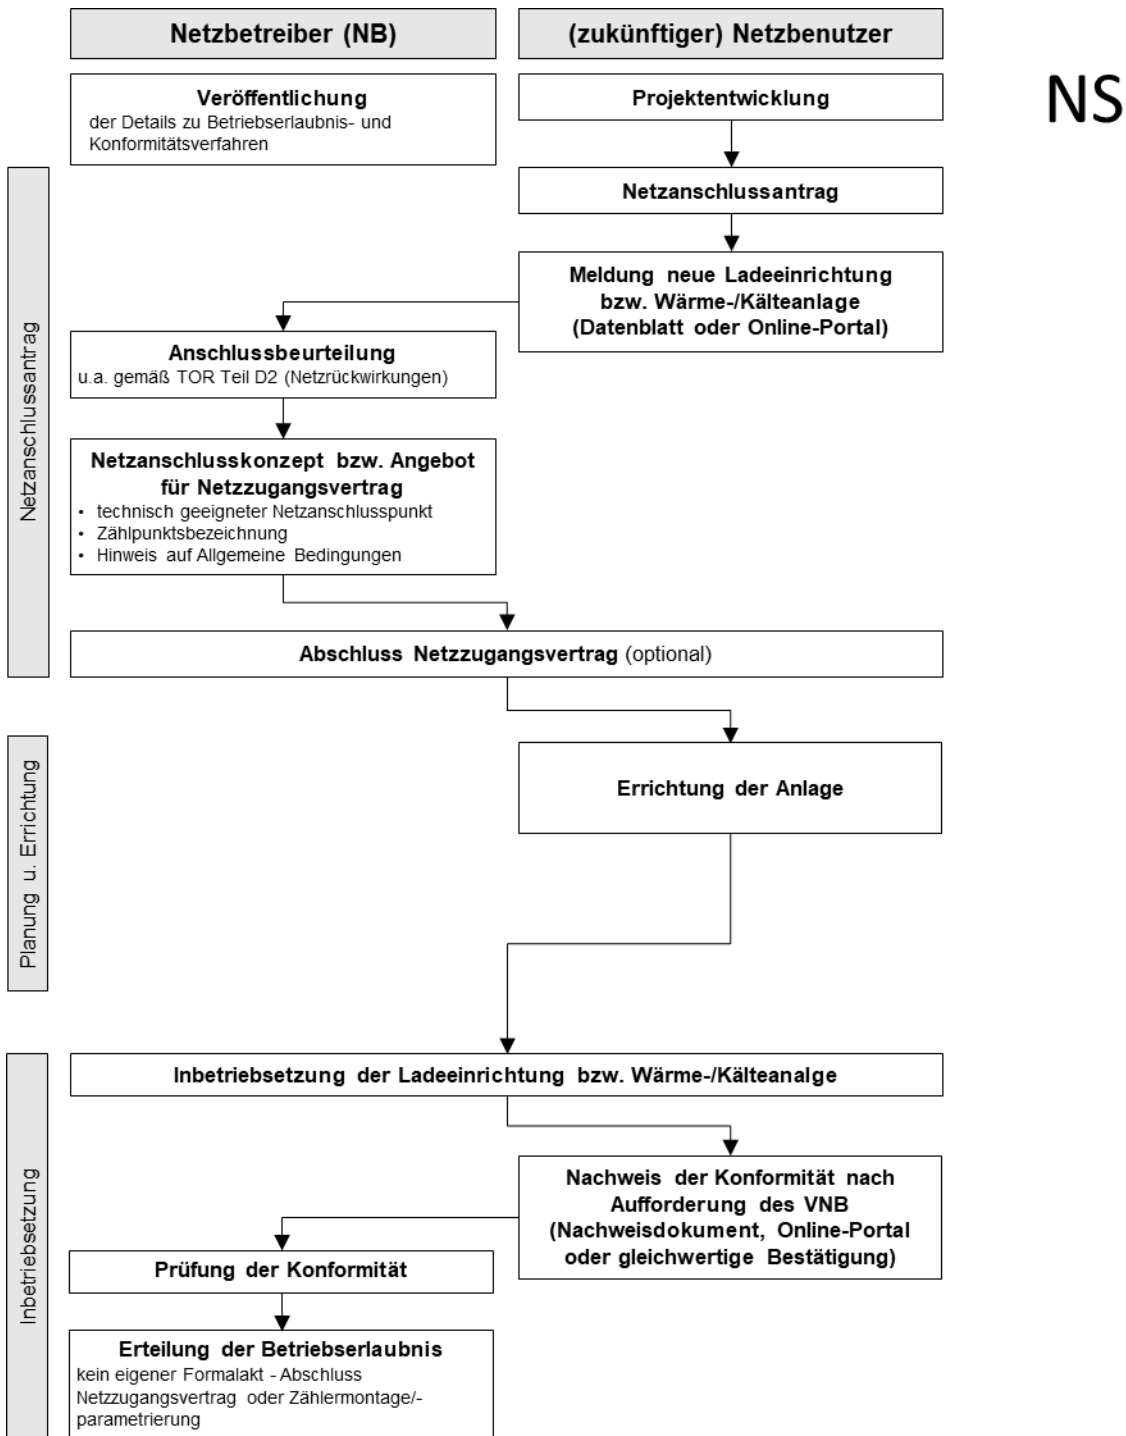 Netzbetreiber (NB)
(zukünftiger) Netzbenutzer
NS
Veröffentlichung
der Details zu Betriebserlaubnis- und
Konformitätsverfahren
Projektentwicklung
Netzanschlussantrag
Netzanschlussantrag
Meldung neue Ladeeinrichtung
bzw. Wärme-/Kälteanlage
(Datenblatt oder Online-Portal)
Anschlussbeurteilung
u.a. gemäß TOR Teil D2 (Netzrückwirkungen)
Netzanschlusskonzept bzw. Angebot
für Netzzugangsvertrag
• technisch geeigneter Netzanschlusspunkt
• Zählpunktsbezeichnung
• Hinweis auf Allgemeine Bedingungen
Abschluss Netzzugangsvertrag (optional)
Planung u. Errichtung
Errichtung der Anlage
Inbetriebsetzung
Inbetriebsetzung der Ladeeinrichtung bzw. Wärme-/Kälteanalge
Nachweis der Konformität nach
Aufforderung des VNB
(Nachweisdokument, Online-Portal
oder gleichwertige Bestätigung)
Prüfung der Konformität
Erteilung der Betriebserlaubnis
kein eigener Formalakt - Abschluss
Netzzugangsvertrag oder Zählermontage/-
parametrierung